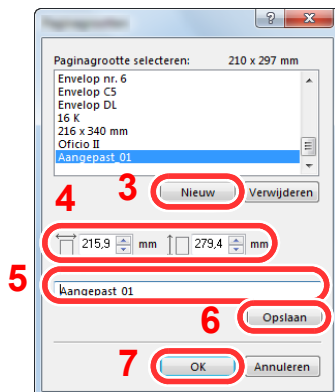 Paginagrootten
Paginagrootte selecteren: 210 x 297 mm
Envelop nr. 6
Envelop C5
Envelop DL
16 K
216 x 340 mm
Oficio II
Aangepast_01
3 Nieuw Verwijderen
4
215,9 mm 279,4 mm
5
Aangepast 01
6 Opslaan
7 OK Annuleren